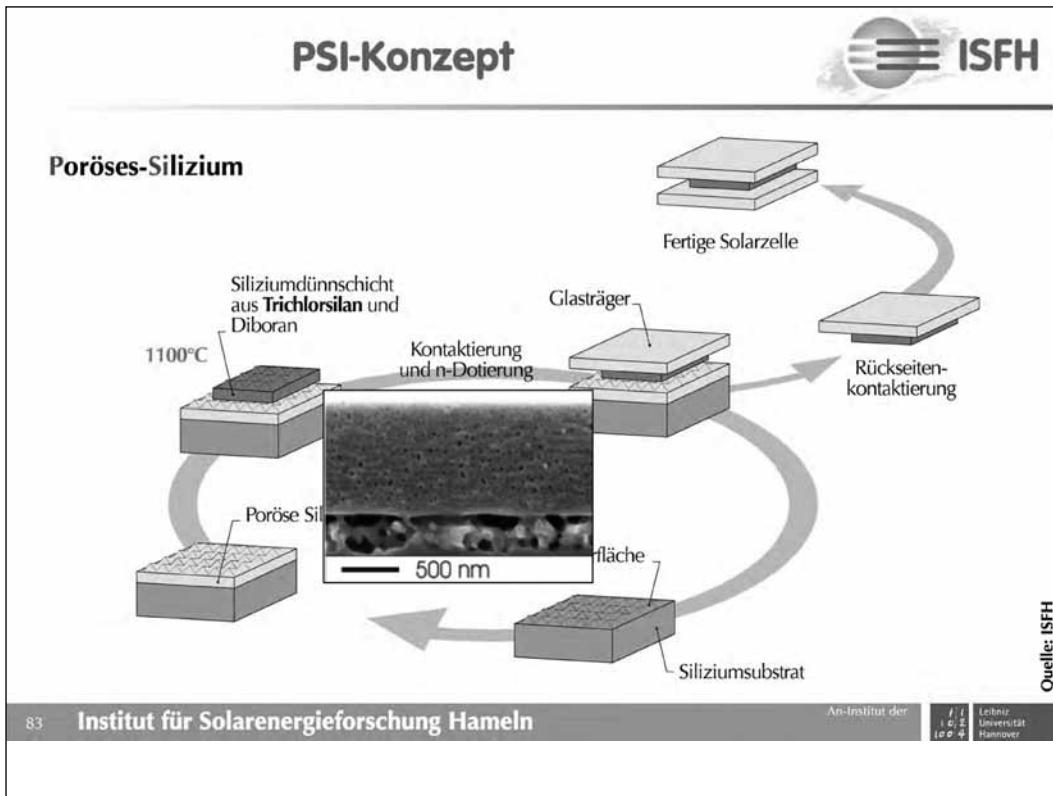 PSI-Konzept
ISFH
Poröses-Silizium
Fertige Solarzelle
Siliziumdünnschicht
aus Trichlorsilan und
Diboran
1100°C
Kontaktierung
und n-Dotierung
Glasträger
Rückseiten-
kontaktierung
Poröse Sil
500 nm
fläche
Siliziumsubstrat
Quelle: ISFH
83
Institut für Solarenergieforschung Hameln
An-Institut der
Leibniz
Universität
Hannover